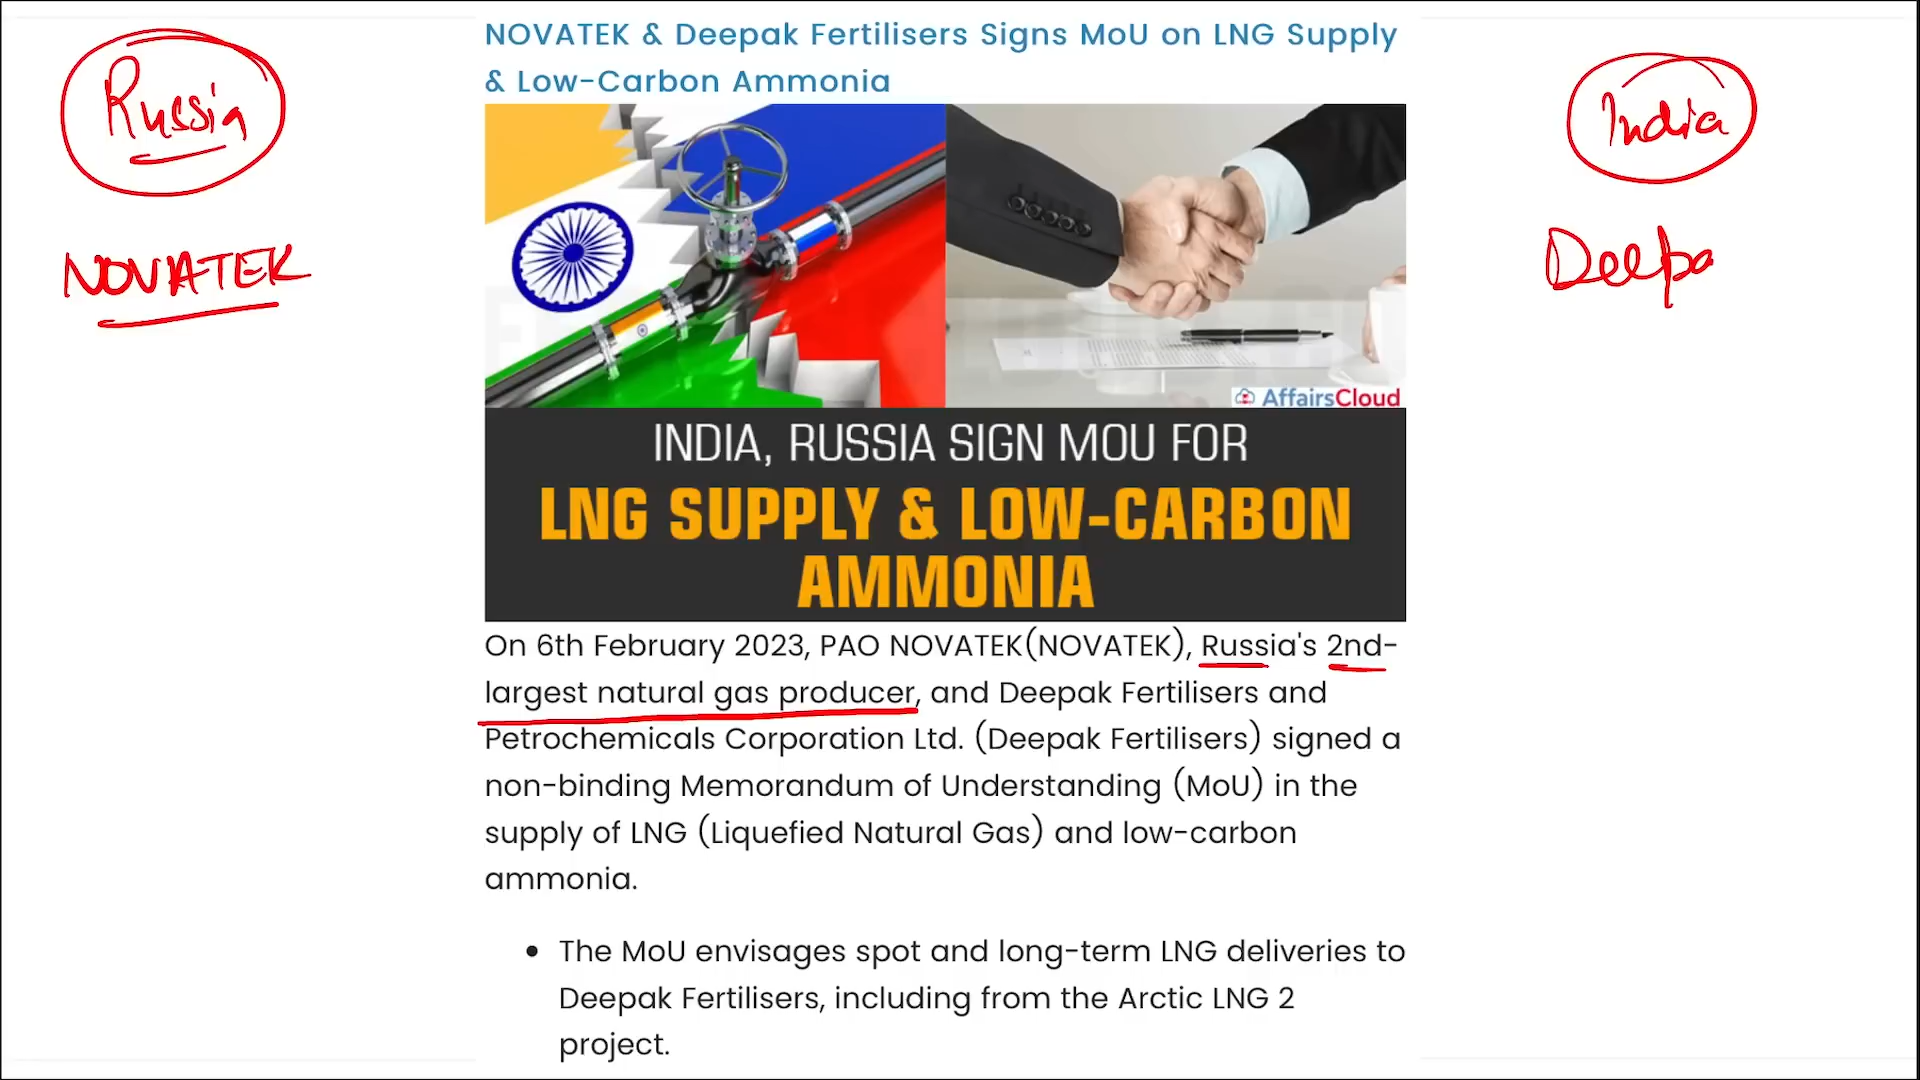 NOVATEK & Deepak Fertilisers Signs MoU on LNG Supply
& Low-Carbon Ammonia
Russia
NOVATEK
India
Deepa
AffairsCloud
INDIA, RUSSIA SIGN MOU FOR
LNG SUPPLY & LOW-CARBON
AMMONIA
On 6th February 2023, PAO NOVATEK(NOVATEK), Russia's 2nd-
largest natural gas producer, and Deepak Fertilisers and
Petrochemicals Corporation Ltd. (Deepak Fertilisers) signed a
non-binding Memorandum of Understanding (MoU) in the
supply of LNG (Liquefied Natural Gas) and low-carbon
ammonia.
• The MoU envisages spot and long-term LNG deliveries to
Deepak Fertilisers, including from the Arctic LNG 2
project.